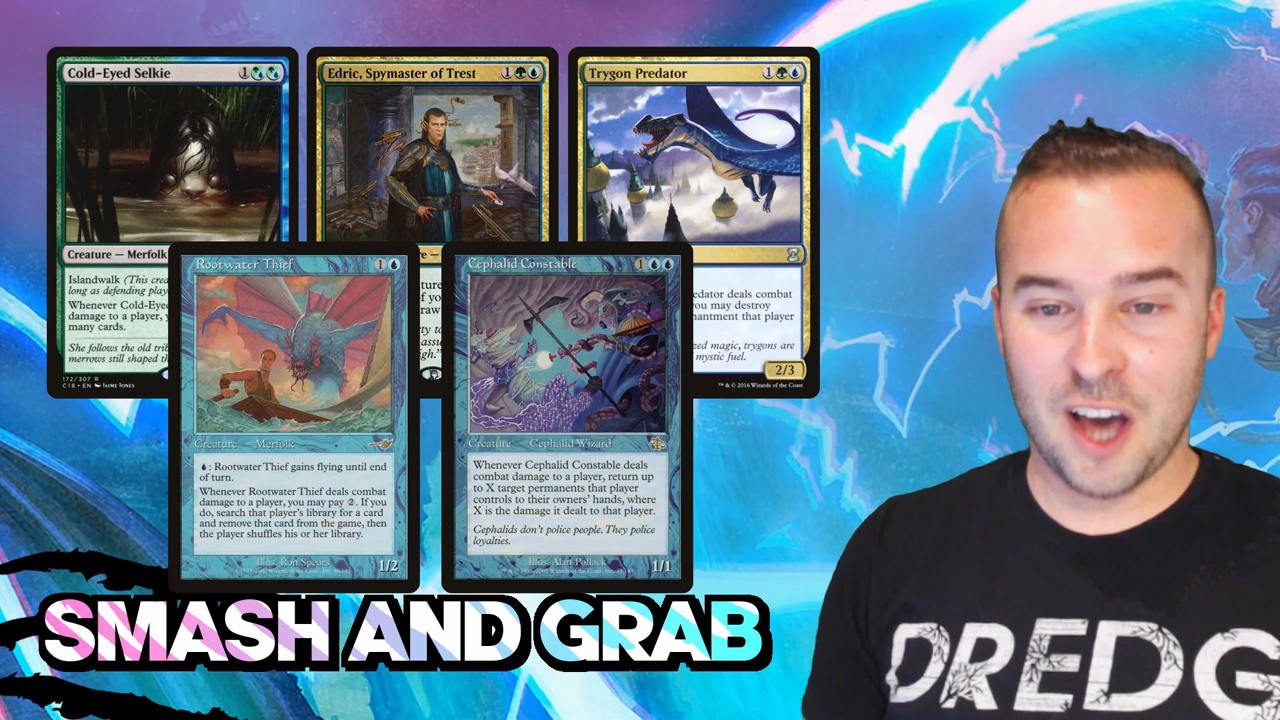 Cold-Eyed Selkie
Creature — Merfolk
Islandwalk (This crea
long as defending play
Whenever Cold-Eye
damage to a player, y
many cards.
She follows the old tri
merrows still shaped th
172/307 R
C16 • EN JAIME JONES
Edric, Spymaster of Trest
Trygon Predator
redator deals combat
you may destroy
hantment that player
zed magic, trygons are
mystic fuel.
2/3
™ & © 2016 Wizards of the Coast
Rootwater Thief
Creature — Merfolk
: Rootwater Thief gains flying until end
of turn.
Whenever Rootwater Thief deals combat
damage to a player, you may pay 2. If you
do, search that player's library for a card
and remove that card from the game, then
the player shuffles his or her library.
Illus. Ron Spears
1/2
Cephalid Constable
Creature — Cephalid Wizard
Whenever Cephalid Constable deals
combat damage to a player, return up
to X target permanents that player
controls to their owners' hands, where
X is the damage it dealt to that player.
Cephalids don't police people. They police
loyalties.
Illus. Alan Pollack
1/1
SMASH AND GRAB
DREDG